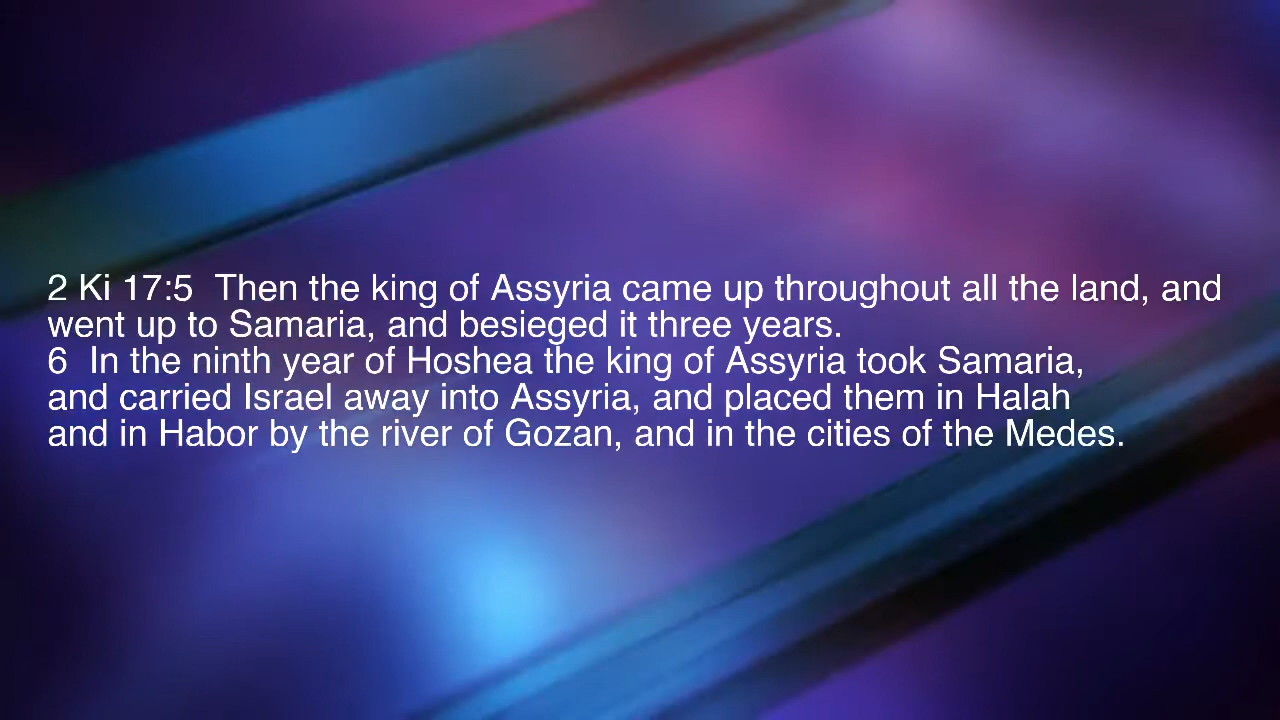 2 Ki 17:5  Then the king of Assyria came up throughout all the land, and
went up to Samaria, and besieged it three years.
6  In the ninth year of Hoshea the king of Assyria took Samaria,
and carried Israel away into Assyria, and placed them in Halah
and in Habor by the river of Gozan, and in the cities of the Medes.